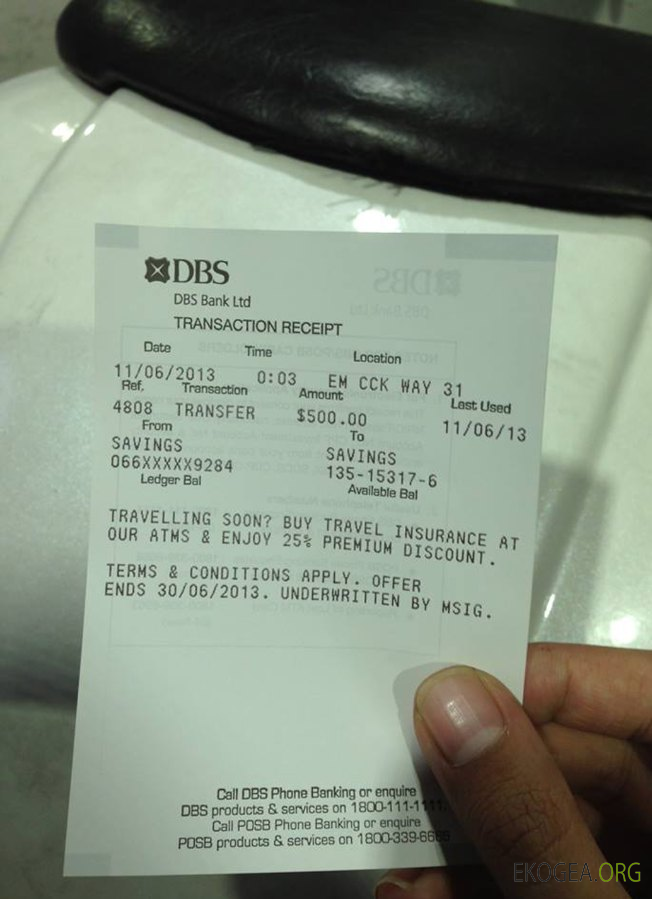 DBS
DBS Bank Ltd
TRANSACTION RECEIPT
Date Time Location
11/06/2013 0:03 EM CCK WAY 31
Ref. Transaction Amount Last Used
4808 TRANSFER $500.00 11/06/13
From To
SAVINGS SAVINGS
066XXXXX9284 135-15317-6
Ledger Bal Available Bal
TRAVELLING SOON? BUY TRAVEL INSURANCE AT
OUR ATMS & ENJOY 25% PREMIUM DISCOUNT.
TERMS & CONDITIONS APPLY. OFFER
ENDS 30/06/2013. UNDERWRITTEN BY MSIG.
Call DBS Phone Banking or enquire
DBS products & services on 1800-111-1111.
Call POSB Phone Banking or enquire
POSB products & services on 1800-339-6666
EKOGEA.ORG